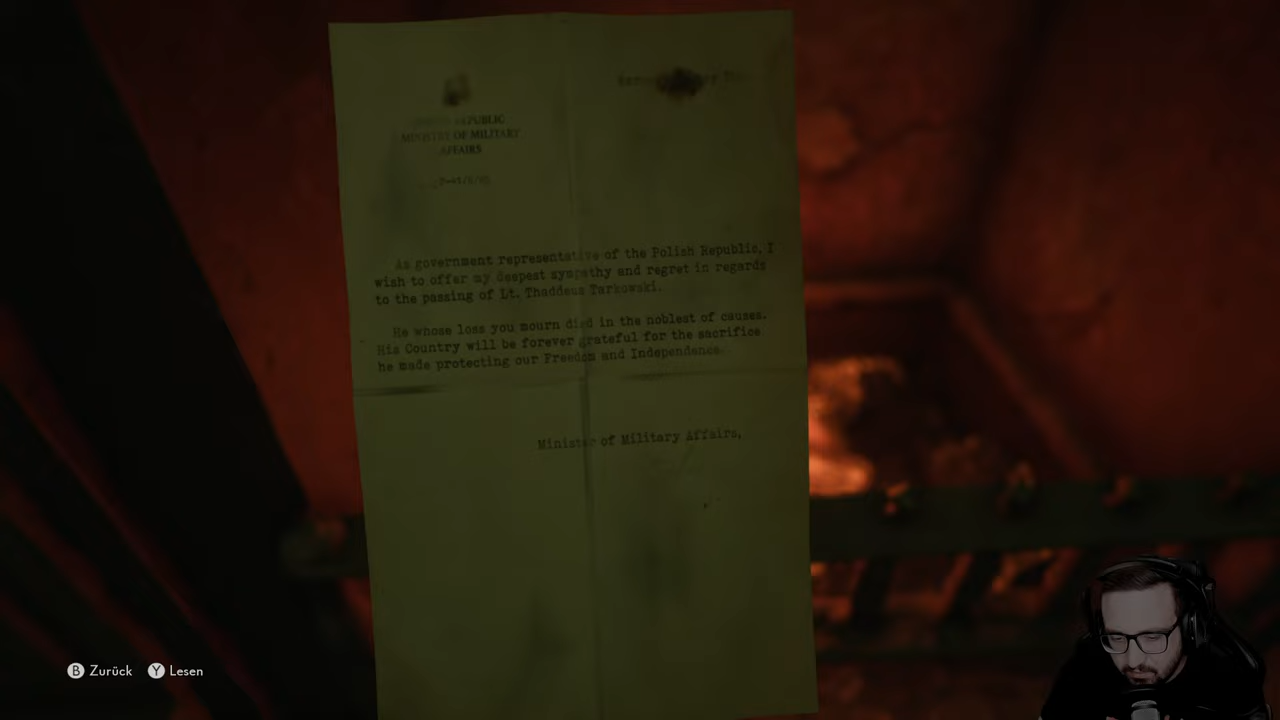 REPUBLIC
MINISTRY OF MILITARY
AFFAIRS
As government representative of the Polish Republic, I
wish to offer my deepest sympathy and regret in regards
to the passing of Lt. Thaddeus Tarkowski.
He whose loss you mourn died in the noblest of causes.
His Country will be forever grateful for the sacrifice
he made protecting our Freedom and Independence.
Minister of Military Affairs,
B Zurück Y Lesen